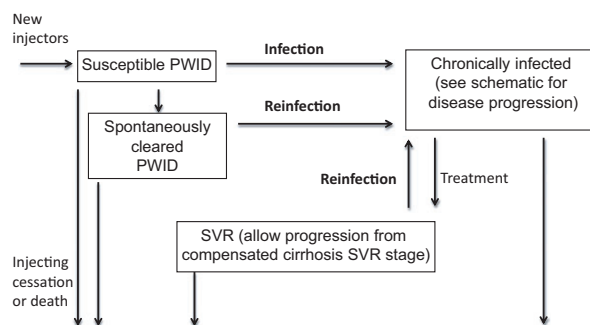 New
injectors
Susceptible PWID
Infection
Chronically infected
(see schematic for
disease progression)
Reinfection
Spontaneously
cleared
PWID
Reinfection
Treatment
SVR (allow progression from
compensated cirrhosis SVR stage)
Injecting
cessation
or death